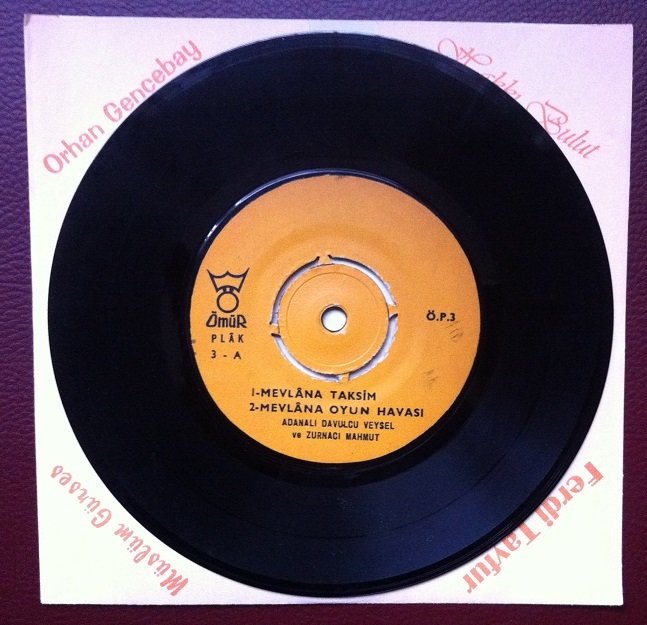 Orhan Gencebay
Hakkı Bulut
ÖMÜR
PLÂK
3 - A
Ö.P.3
1-MEVLÂNA TAKSİM
2-MEVLÂNA OYUN HAVASI
ADANALI DAVULCU VEYSEL
ve ZURNACI MAHMUT
Müslüm Gürses
Ferdi Tayfur